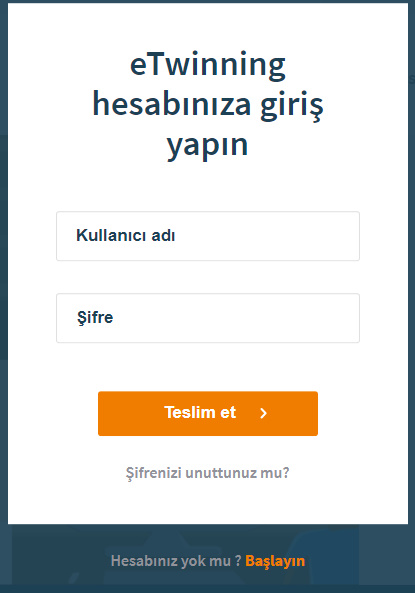 eTwinning
hesabınıza giriş
yapın
Kullanıcı adı
Şifre
Teslim et
Şifrenizi unuttunuz mu?
Hesabınız yok mu ? Başlayın